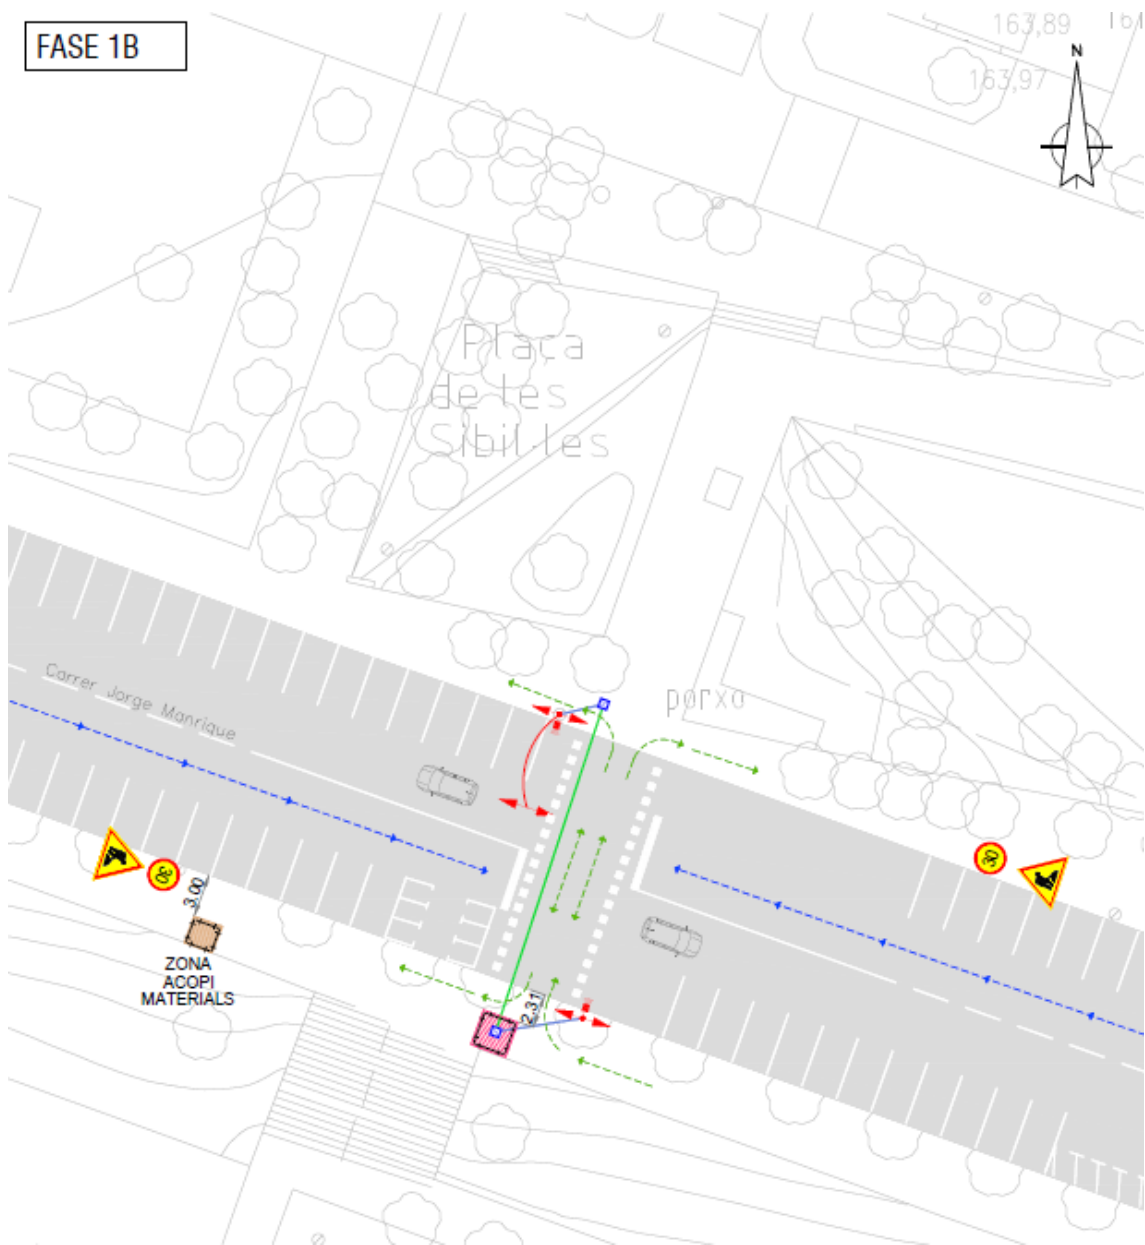 FASE 1B
163,89
163,97
N
Plaça
de les
Sibil·les
Carrer Jorge Manrique
porxo
30
30
3.00
ZONA
ACOPI
MATERIALS
2.31